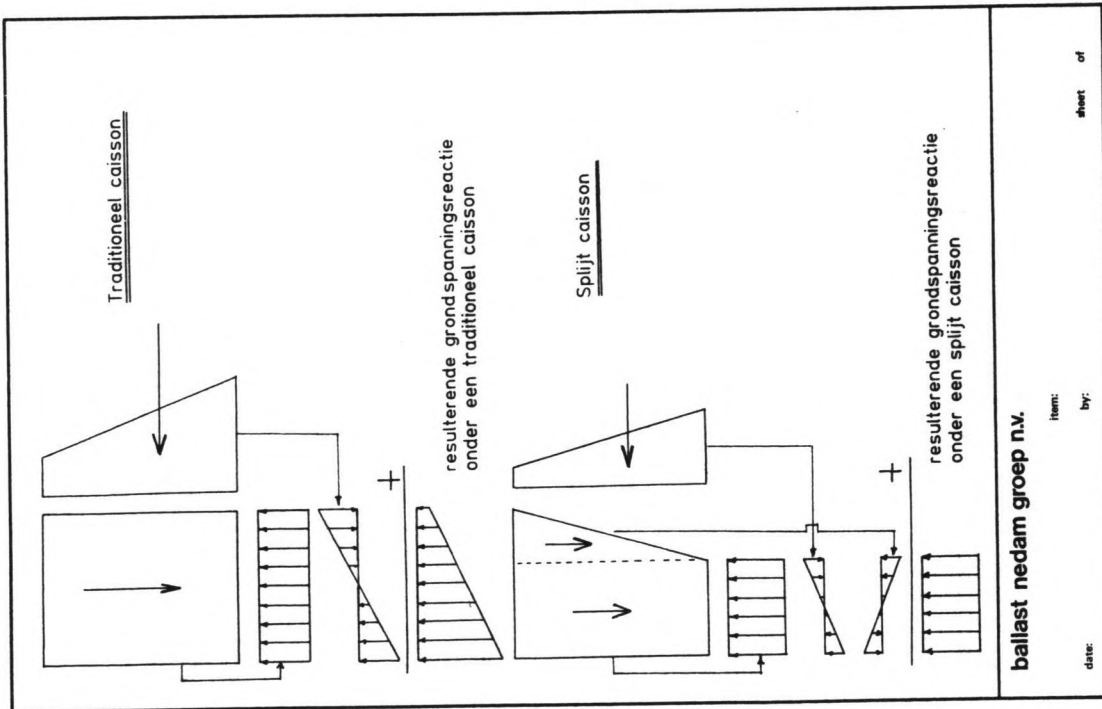 Traditioneel caisson
resulterende grondspanningsreactie
onder een traditioneel caisson
Splijt caisson
resulterende grondspanningsreactie
onder een splijt caisson
ballast nedam groep n.v.
item:
date:
by:
sheet of